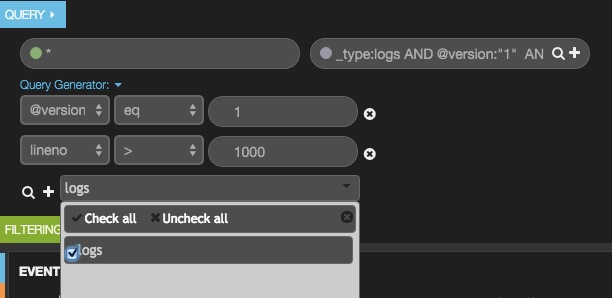 QUERY
*
_type:logs AND @version:"1" AN
Query Generator:
@version eq 1
lineno > 1000
logs
Check all Uncheck all
logs
FILTERING
EVENT